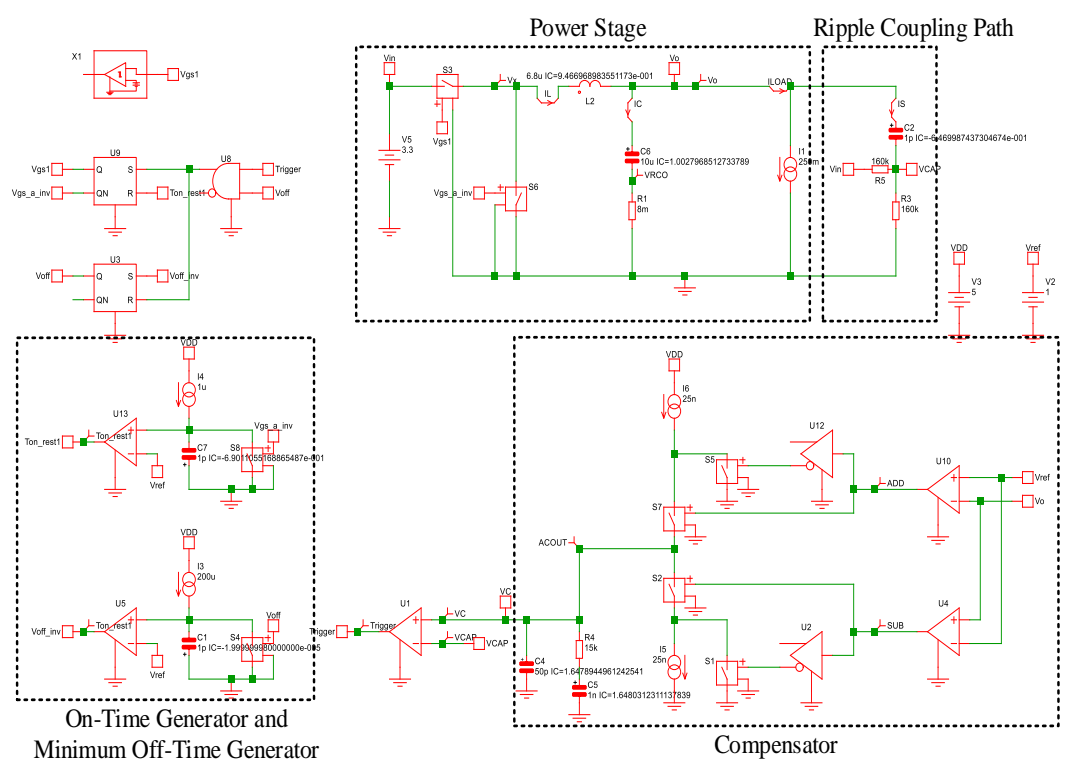 Power Stage
Ripple Coupling Path
X1
Vgs1
Vin
S3
Vx
6.8u IC=9.466968983551173e-001
IL
L2
Vo
Vo
ILOAD
IC
IS
C2
1p IC=-6.469987437304674e-001
Vgs1
V5
3.3
C6
10u IC=1.0027968512733789
VRCO
I1
250m
Vin
160k
R5
VCAP
R3
160k
R1
8m
Vgs_a_inv
S6
U9
Vgs1
Q
S
Vgs_a_inv
QN
R
Ton_rest1
U8
Trigger
Voff
U3
Voff
Q
S
Voff_inv
QN
R
VDD
V3
5
Vref
V2
1
VDD
I4
1u
U13
Ton_rest1
Ton_rest1
Vgs_a_inv
C7
1p IC=-6.9011055168865487e-001
S8
Vref
VDD
I3
200u
U5
Voff_inv
Ton_rest1
Voff
C1
1p IC=-1.999999980000000e-005
S4
Vref
On-Time Generator and
Minimum Off-Time Generator
U1
Trigger
Trigger
VC
VCAP
VCAP
VC
VDD
I6
25n
U12
S5
U10
Vref
Vo
ADD
S7
ACOUT
S2
U2
U4
SUB
S1
I5
25n
R4
15k
C4
50p IC=1.6478944961242541
C5
1n IC=1.6480312311137839
Compensator